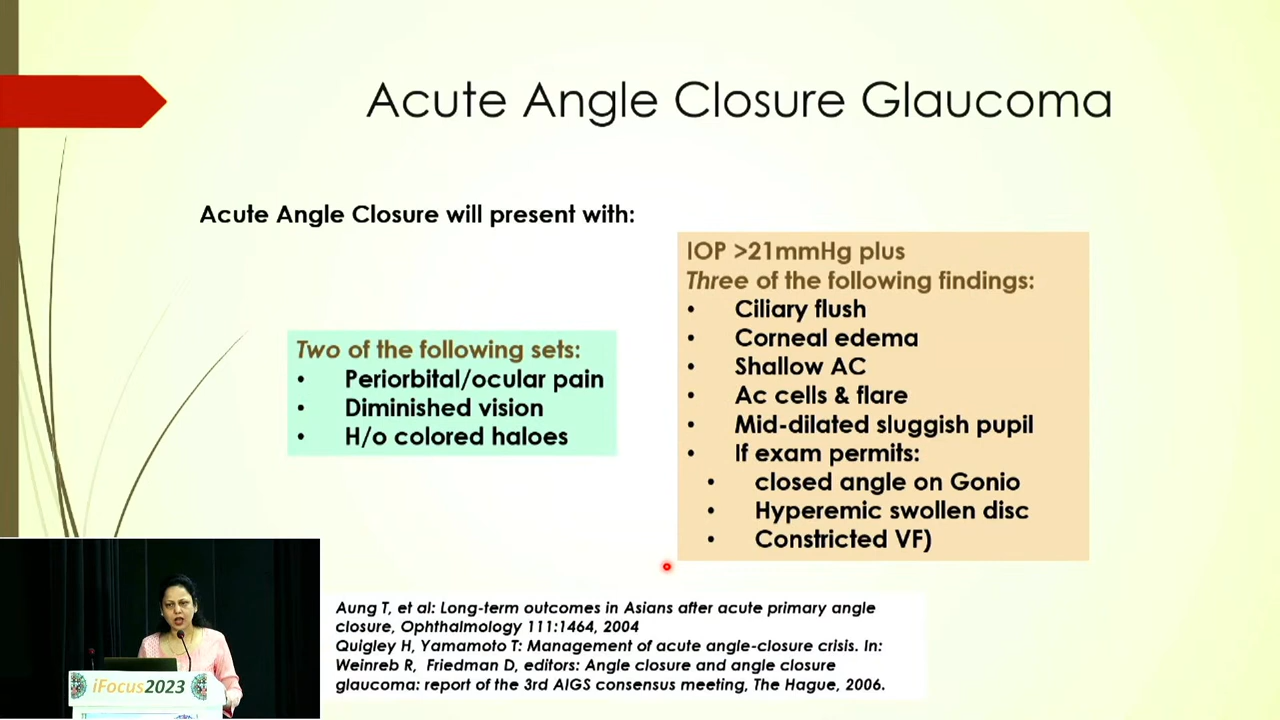 Acute Angle Closure Glaucoma
Acute Angle Closure will present with:
Two of the following sets:
• Periorbital/ocular pain
• Diminished vision
• H/o colored haloes
IOP >21mmHg plus
Three of the following findings:
• Ciliary flush
• Corneal edema
• Shallow AC
• Ac cells & flare
• Mid-dilated sluggish pupil
• If exam permits:
• closed angle on Gonio
• Hyperemic swollen disc
• Constricted VF)
Aung T, et al: Long-term outcomes in Asians after acute primary angle
closure, Ophthalmology 111:1464, 2004
Quigley H, Yamamoto T: Management of acute angle-closure crisis. In:
Weinreb R, Friedman D, editors: Angle closure and angle closure
glaucoma: report of the 3rd AIGS consensus meeting, The Hague, 2006.
iFocus2023